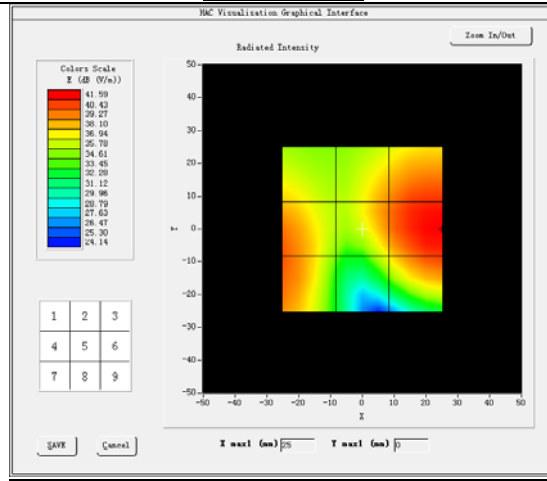 HAC Visualisation Graphical Interface
Zoom In/Out
Radiated Intensity
Colors Scale
E (dB (V/m))
41.59
40.43
39.27
38.10
36.94
35.78
34.61
33.45
32.28
31.12
29.96
28.79
27.63
26.47
25.30
24.14
50
40
30
20
10
0
-10
-20
-30
-40
-50
Y
-50 -40 -30 -20 -10 0 10 20 30 40 50
X
1 2 3
4 5 6
7 8 9
SAVE
Cancel
X max1 (mm) 25
Y max1 (mm) 0